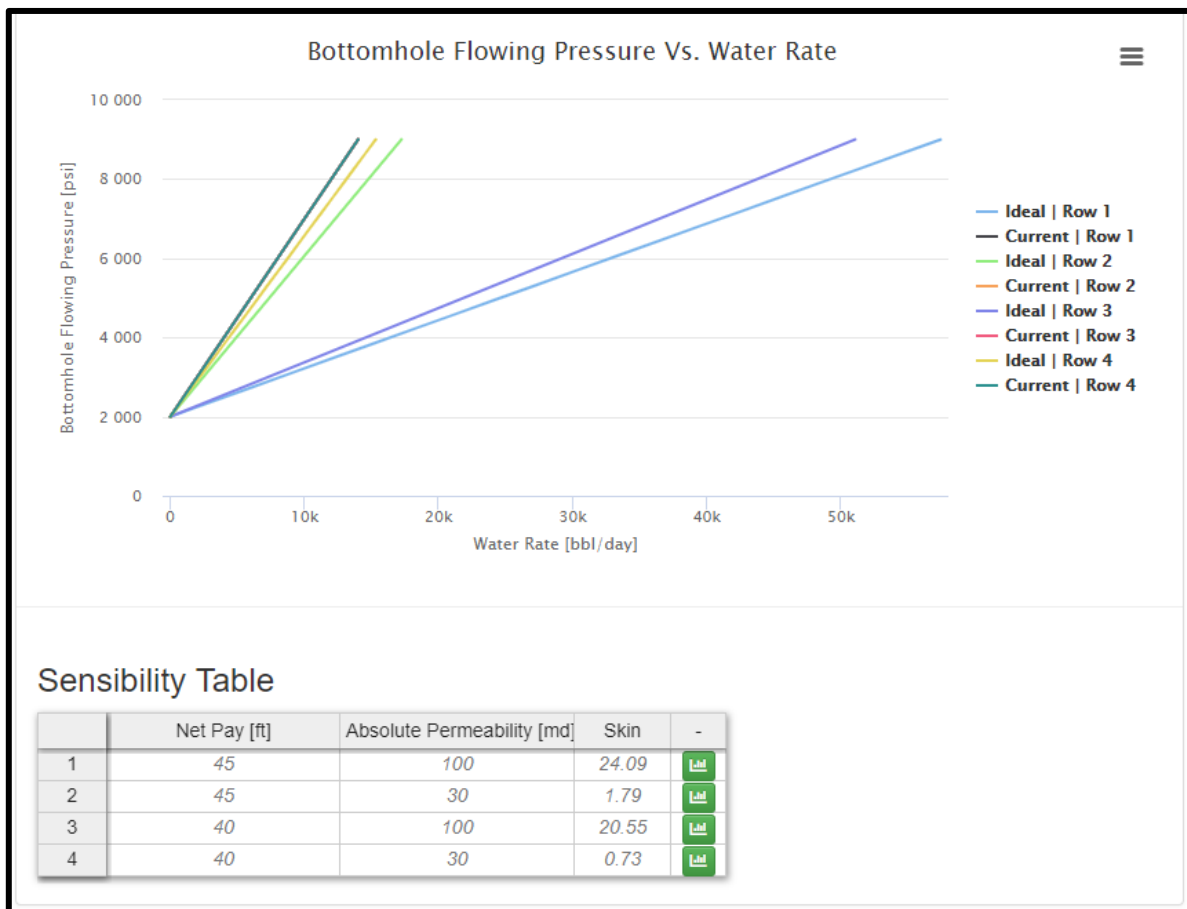 Bottomhole Flowing Pressure Vs. Water Rate
Bottomhole Flowing Pressure [psi]
10 000
8 000
6 000
4 000
2 000
0
0 10k 20k 30k 40k 50k
Water Rate [bbl/day]
Ideal | Row 1
Current | Row 1
Ideal | Row 2
Current | Row 2
Ideal | Row 3
Current | Row 3
Ideal | Row 4
Current | Row 4
Sensibility Table
Net Pay [ft] Absolute Permeability [md] Skin -
1 45 100 24.09
2 45 30 1.79
3 40 100 20.55
4 40 30 0.73